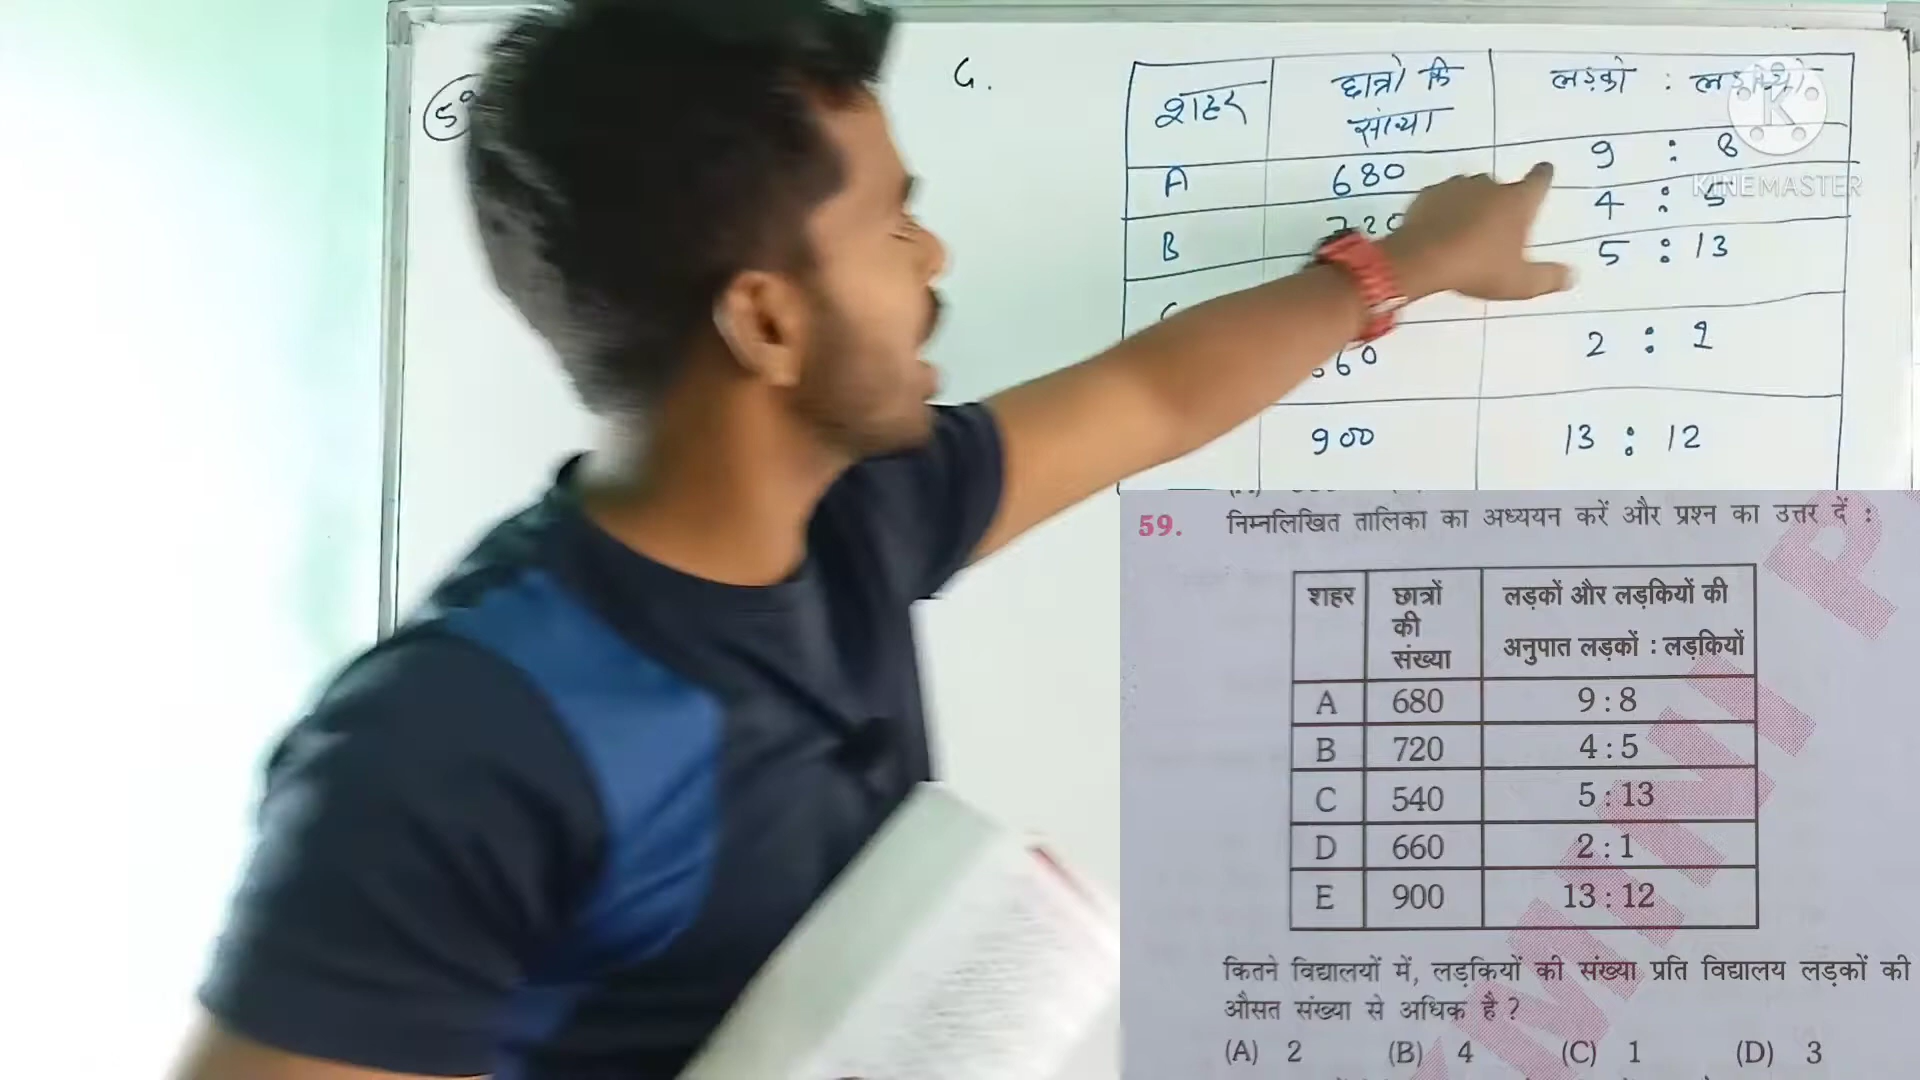 G.
शहर छात्रो कि सांख्या लड़को : लड़कियो
A 680 9 : 8
B 720 4 : 5
C 5 : 13
660 2 : 1
900 13 : 12
K
KINEMASTER
59. निम्नलिखित तालिका का अध्ययन करें और प्रश्न का उत्तर दें :
शहर छात्रों की संख्या लड़कों और लड़कियों की अनुपात लड़कों : लड़कियों
A 680 9 : 8
B 720 4 : 5
C 540 5 : 13
D 660 2 : 1
E 900 13 : 12
कितने विद्यालयों में, लड़कियों की संख्या प्रति विद्यालय लड़कों की
औसत संख्या से अधिक है ?
(A) 2 (B) 4 (C) 1 (D) 3